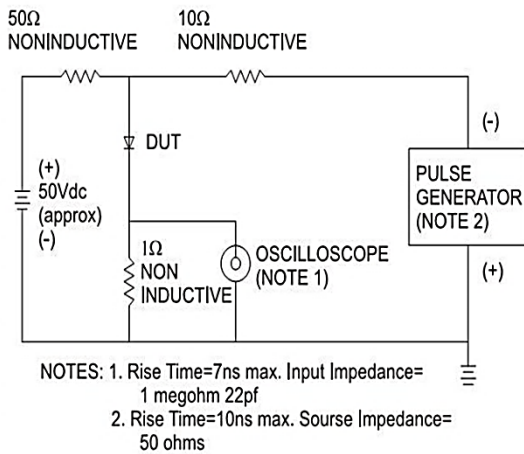 50Ω
NONINDUCTIVE
10Ω
NONINDUCTIVE
DUT
(+)
50Vdc
(approx)
(-)
1Ω
NON
INDUCTIVE
OSCILLOSCOPE
(NOTE 1)
(-)
PULSE
GENERATOR
(NOTE 2)
(+)
NOTES: 1. Rise Time=7ns max. Input Impedance=
1 megohm 22pf
2. Rise Time=10ns max. Sourse Impedance=
50 ohms